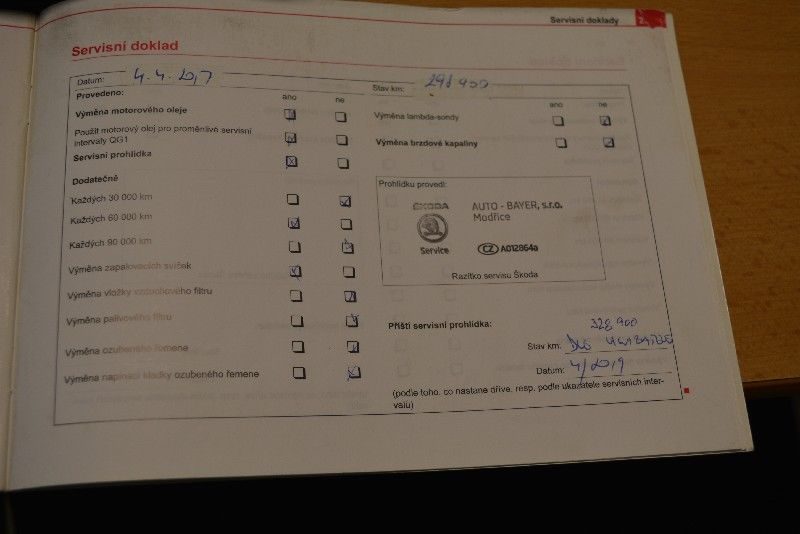 Servisní doklady
Servisní doklad
Datum: 4.4.2017
Stav km: 298 900
Provedeno:
ano ne
Výměna motorového oleje
Použit motorový olej pro proměnlivé servisní
intervaly QG1
Servisní prohlídka
Dodatečně
Každých 30 000 km
Každých 60 000 km
Každých 90 000 km
Výměna zapalovacích svíček
Výměna vložky vzduchového filtru
Výměna palivového filtru
Výměna ozubeného řemene
Výměna napínací kladky ozubeného řemene
ano ne
Výměna lambda-sondy
Výměna brzdové kapaliny
Prohlídku provedl:
ŠKODA
Service
AUTO - BAYER, s.r.o.
Modřice
CZ A012864a
Razítko servisu Škoda
Příští servisní prohlídka:
328 900
Stav km: DLE UKAZATELE
Datum: 4/2019
(podle toho, co nastane dříve, resp. podle ukazatele servisních inter-
valů)